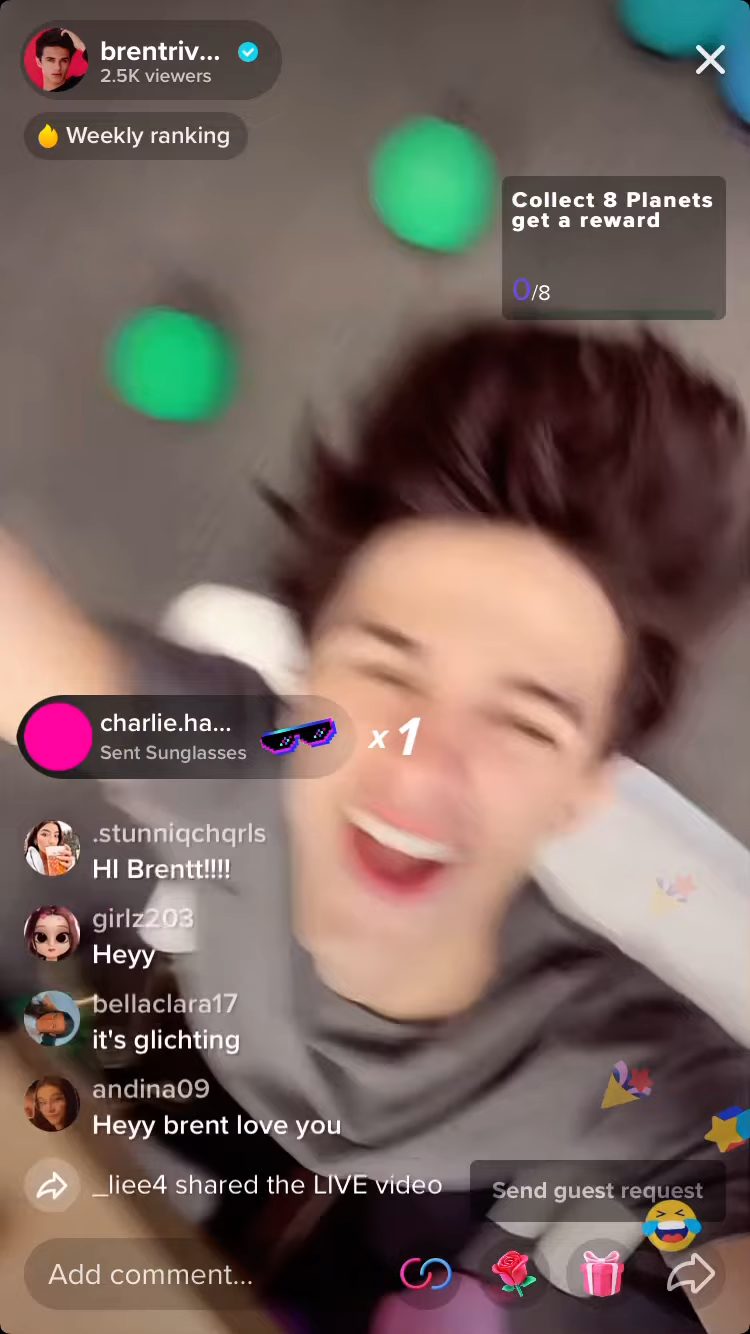 brentriv...
2.5K viewers
Weekly ranking
Collect 8 Planets
get a reward
0/8
charlie.ha...
Sent Sunglasses
x 1
.stunniqchqrls
HI Brentt!!!!
girlz203
Heyy
bellaclara17
it's glichting
andina09
Heyy brent love you
_liee4 shared the LIVE video
Send guest request
Add comment...